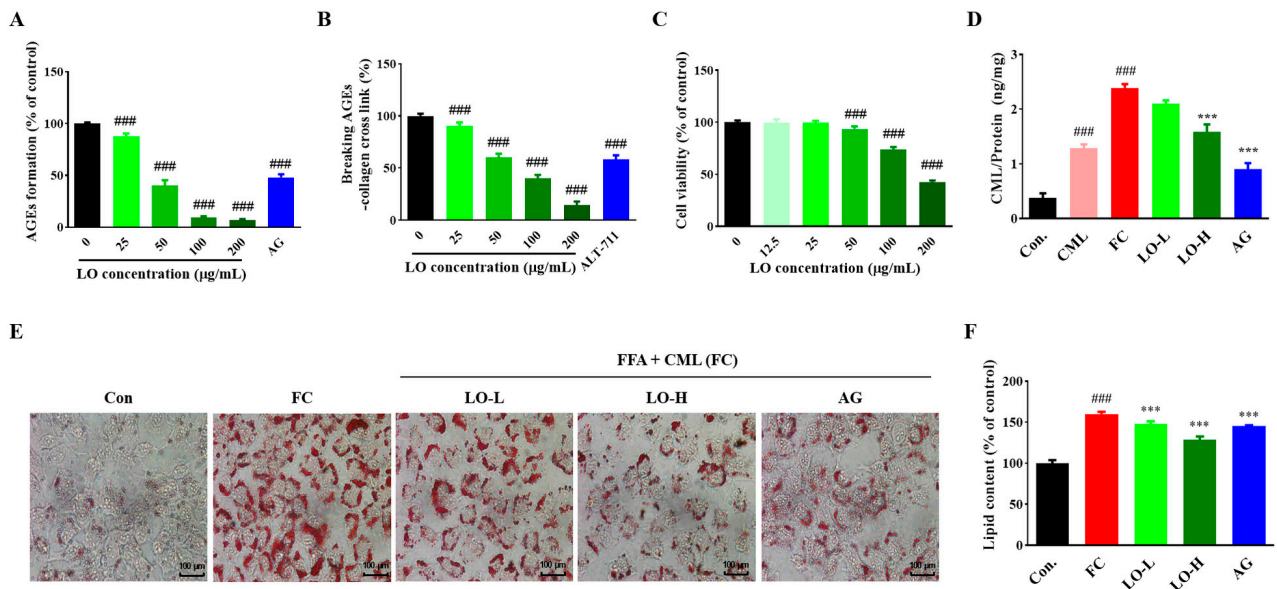 A
AGEs formation (% of control)
150
100
50
0
###
###
###
###
###
0
25
50
100
200
AG
LO concentration (μg/mL)
B
Breaking AGEs
-collagen cross link (%)
150
100
50
0
###
###
###
###
###
0
25
50
100
200
ALT-711
LO concentration (μg/mL)
C
Cell viability (% of control)
150
100
50
0
###
###
###
0
12.5
25
50
100
200
LO concentration (μg/mL)
D
CML/Protein (ng/mg)
3
2
1
0
###
###
***
***
Con.
CML
FC
LO-L
LO-H
AG
E
FFA + CML (FC)
Con
FC
LO-L
LO-H
AG
100 μm
100 μm
100 μm
100 μm
100 μm
F
Lipid content (% of control)
200
150
100
50
0
###
***
***
***
Con.
FC
LO-L
LO-H
AG